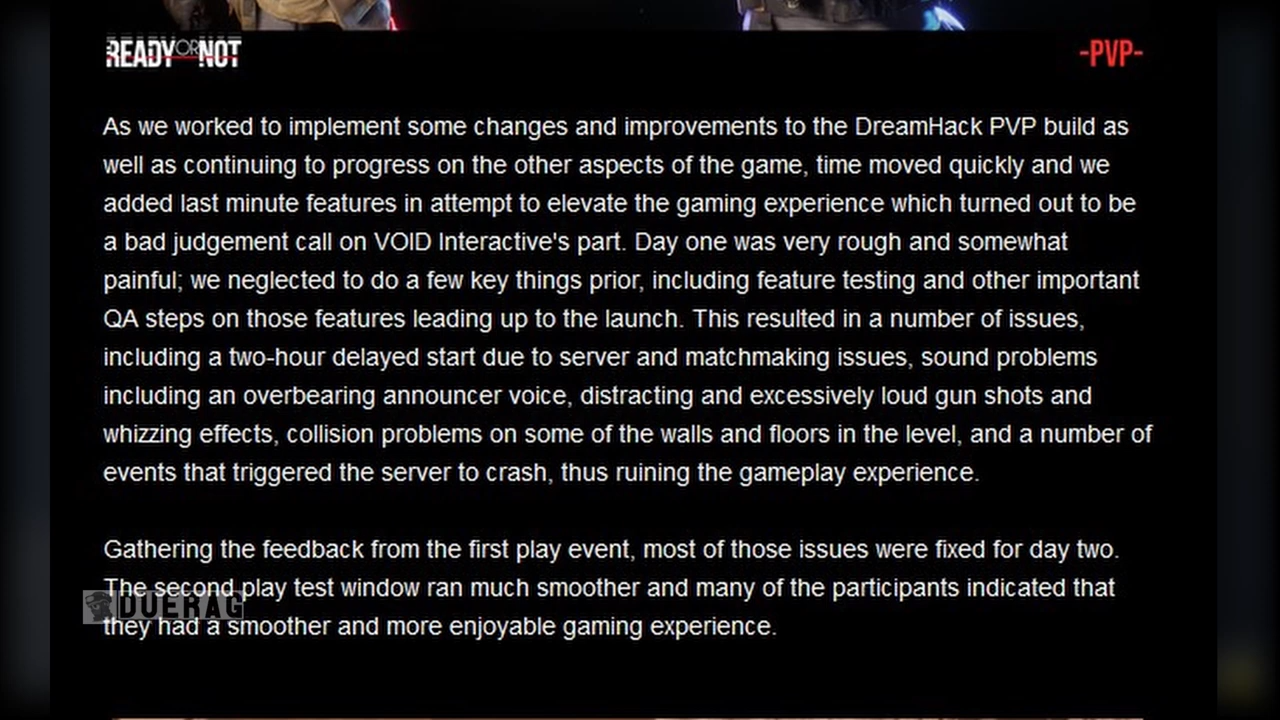 READY OR NOT
-PVP-
As we worked to implement some changes and improvements to the DreamHack PVP build as
well as continuing to progress on the other aspects of the game, time moved quickly and we
added last minute features in attempt to elevate the gaming experience which turned out to be
a bad judgement call on VOID Interactive's part. Day one was very rough and somewhat
painful; we neglected to do a few key things prior, including feature testing and other important
QA steps on those features leading up to the launch. This resulted in a number of issues,
including a two-hour delayed start due to server and matchmaking issues, sound problems
including an overbearing announcer voice, distracting and excessively loud gun shots and
whizzing effects, collision problems on some of the walls and floors in the level, and a number of
events that triggered the server to crash, thus ruining the gameplay experience.
Gathering the feedback from the first play event, most of those issues were fixed for day two.
The second play test window ran much smoother and many of the participants indicated that
they had a smoother and more enjoyable gaming experience.
DUERAG